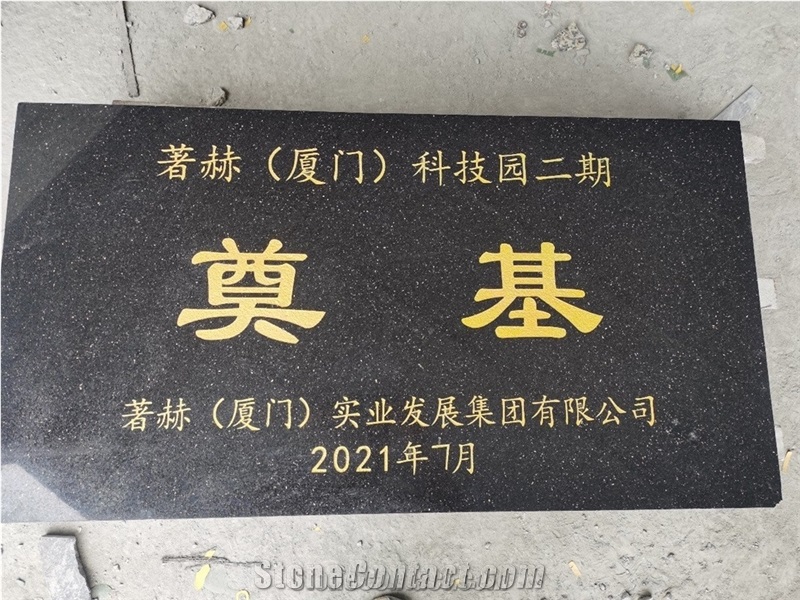 著赫（厦门）科技园二期
奠基
著赫（厦门）实业发展集团有限公司
2021年7月
StoneContact.com